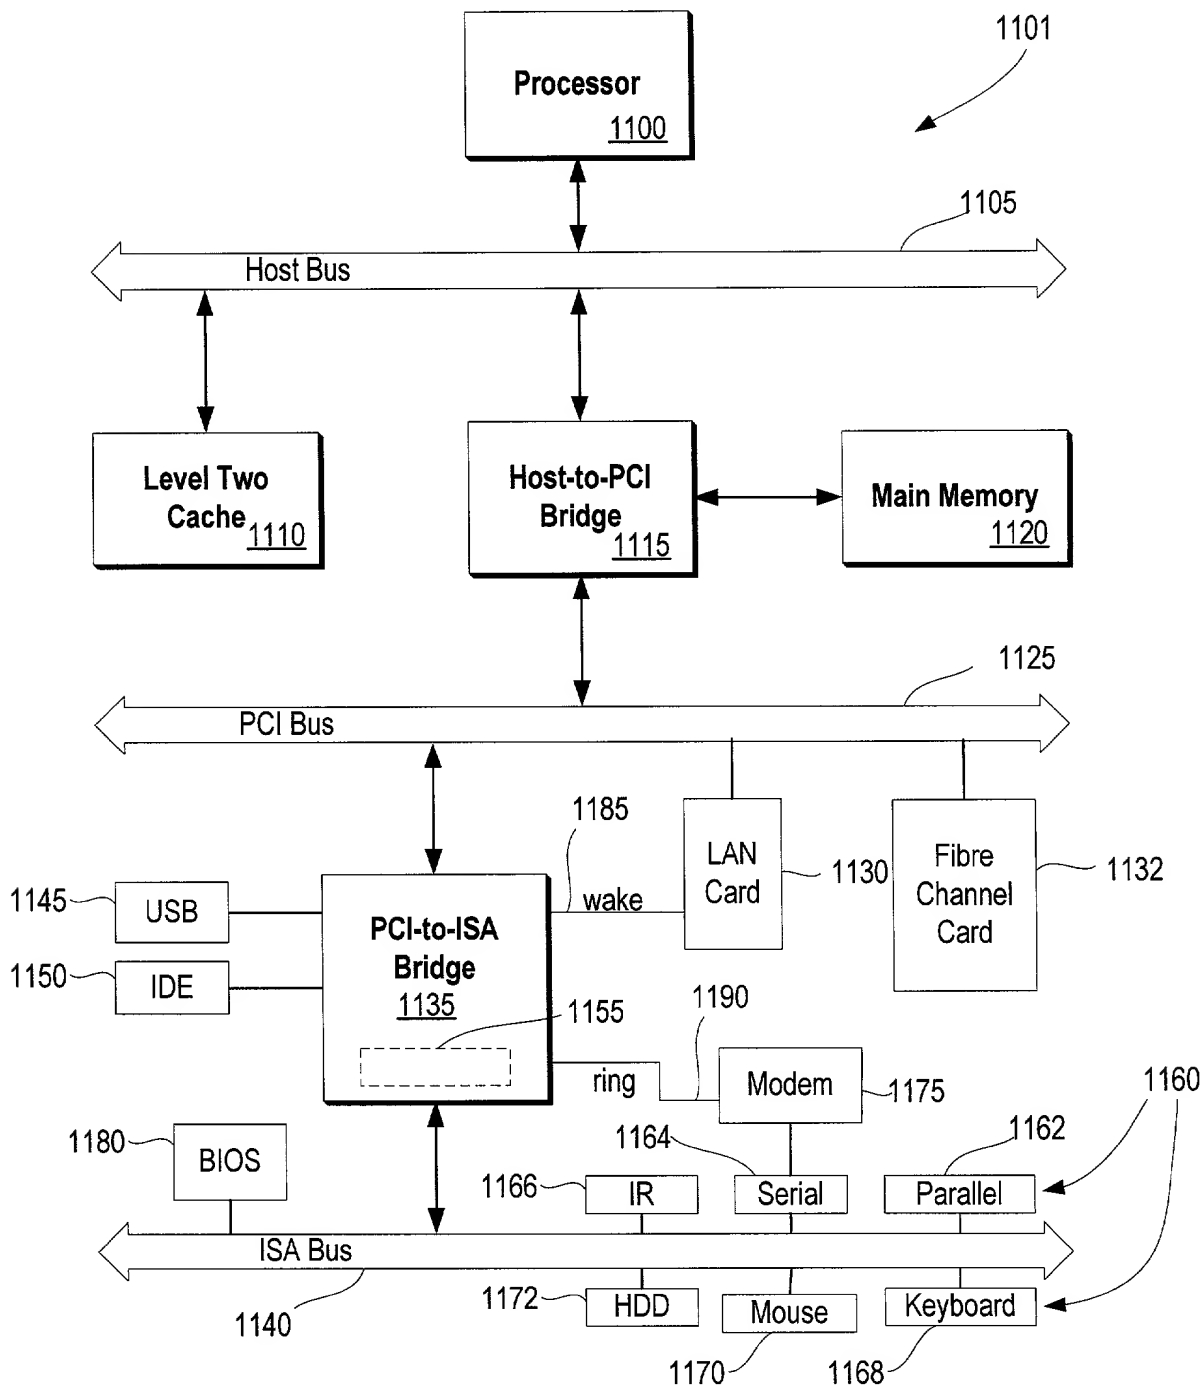 1101
Processor
1100
1105
Host Bus
Level Two
Cache
1110
Host-to-PCI
Bridge
1115
Main Memory
1120
1125
PCI Bus
1185
LAN
Card
1130
Fibre
Channel
Card
1132
1145
USB
wake
PCI-to-ISA
Bridge
1135
1150
IDE
1155
1190
ring
Modem
1175
1160
1180
BIOS
1164
1162
1166
IR
Serial
Parallel
ISA Bus
1172
HDD
Mouse
Keyboard
1140
1170
1168